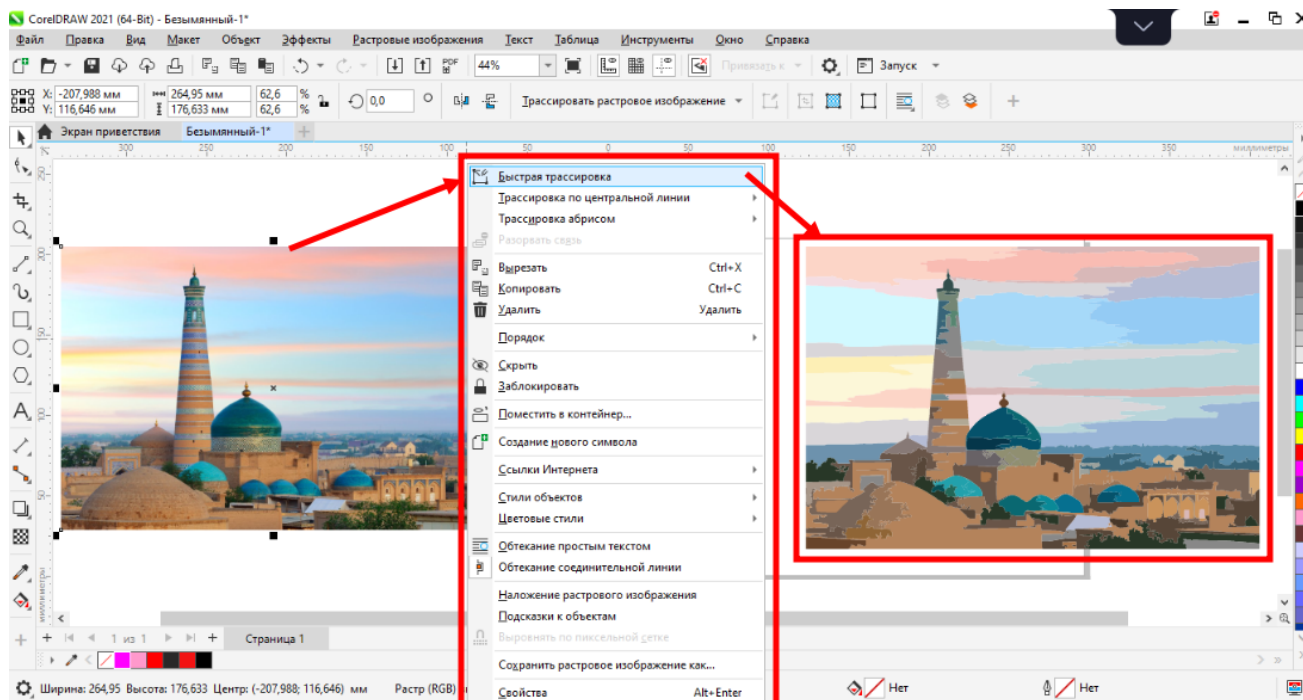 CorelDRAW 2021 (64-Bit) - Безымянный-1*
Файл Правка Вид Макет Объект Эффекты Растровые изображения Текст Таблица Инструменты Окно Справка
PDF 44% Привязать к Запуск
X: -207,988 мм 264,95 мм 62,6 % 0,0 Трассировать растровое изображение
Y: 116,646 мм 176,633 мм 62,6 %
Экран приветствия Безымянный-1*
300 250 200 150 100 50 0 50 100 150 200 250 300 350 миллиметры
Быстрая трассировка
Трассировка по центральной линии
Трассировка абрисом
Разорвать связь
Вырезать Ctrl+X
Копировать Ctrl+C
Удалить Удалить
Порядок
Скрыть
Заблокировать
Поместить в контейнер...
Создание нового символа
Ссылки Интернета
Стили объектов
Цветовые стили
Обтекание простым текстом
Обтекание соединительной линии
Наложение растрового изображения
Подсказки к объектам
Выровнять по пиксельной сетке
Сохранить растровое изображение как...
Свойства Alt+Enter
миллиметры
1 из 1 Страница 1
Ширина: 264,95 Высота: 176,633 Центр: (-207,988; 116,646) мм Растр (RGB) Нет Нет